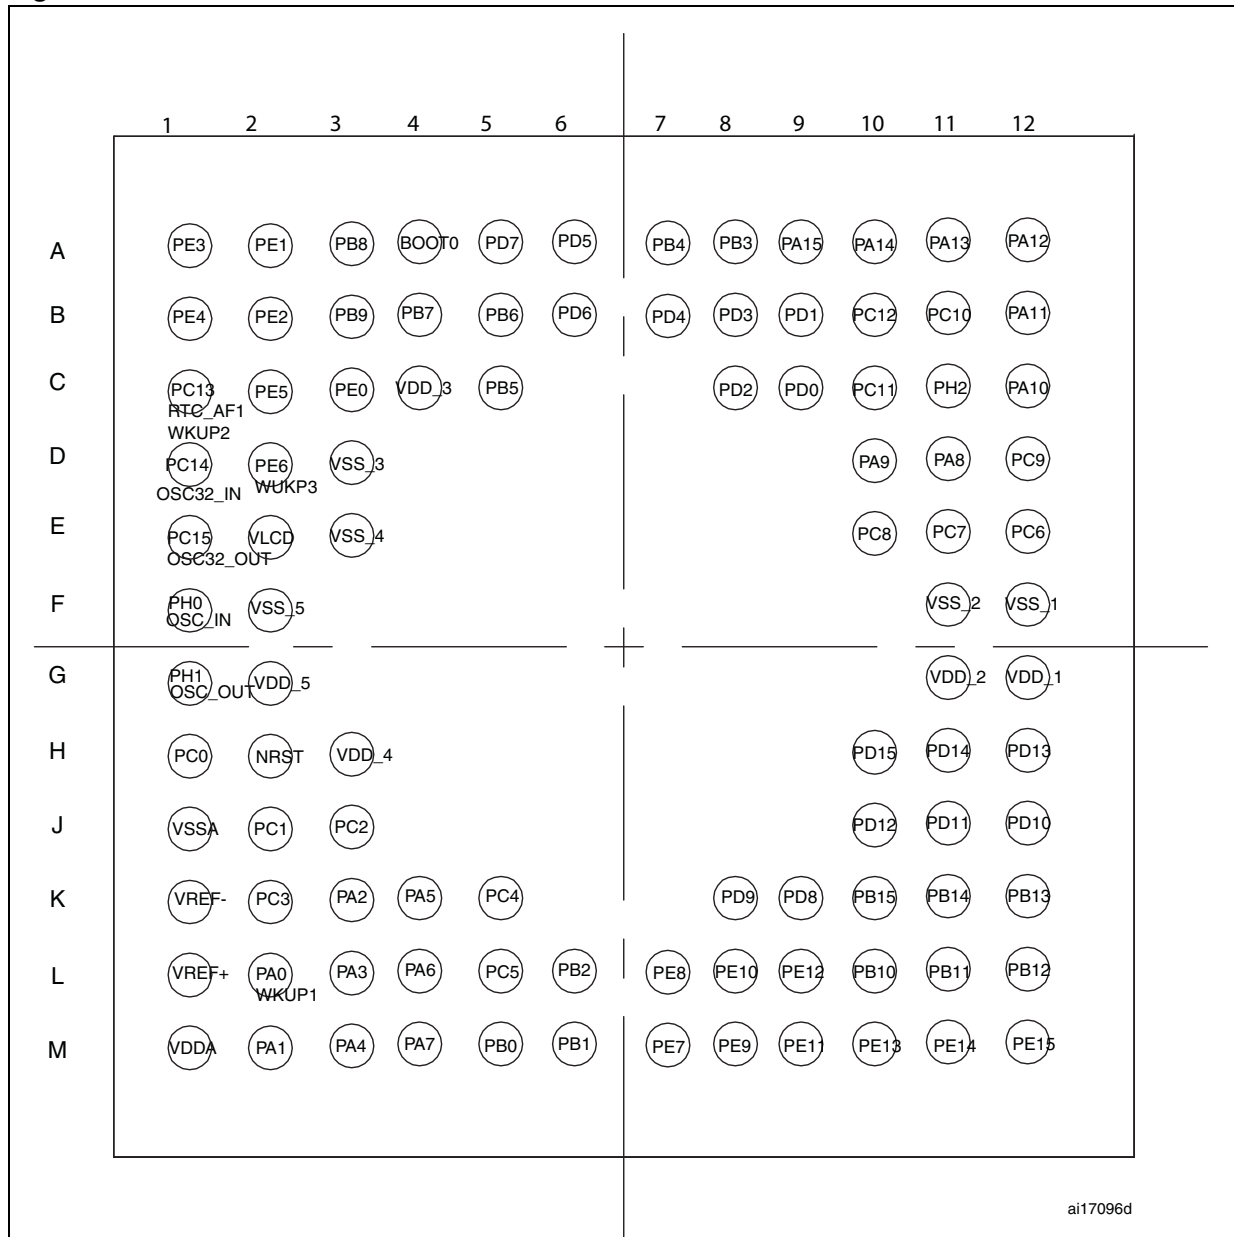 1 2 3 4 5 6 7 8 9 10 11 12
A PE3 PE1 PB8 BOOT0 PD7 PD5 PB4 PB3 PA15 PA14 PA13 PA12
B PE4 PE2 PB9 PB7 PB6 PD6 PD4 PD3 PD1 PC12 PC10 PA11
C PC13 PE5 PE0 VDD_3 PB5 PD2 PD0 PC11 PH2 PA10
RTC_AF1
WKUP2
D PC14 PE6 VSS_3 PA9 PA8 PC9
OSC32_IN WUKP3
E PC15 VLCD VSS_4 PC8 PC7 PC6
OSC32_OUT
F PH0 VSS_5 VSS_2 VSS_1
OSC_IN
G PH1 VDD_5 VDD_2 VDD_1
OSC_OUT
H PC0 NRST VDD_4 PD15 PD14 PD13
J VSSA PC1 PC2 PD12 PD11 PD10
K VREF- PC3 PA2 PA5 PC4 PD9 PD8 PB15 PB14 PB13
L VREF+ PA0 PA3 PA6 PC5 PB2 PE8 PE10 PE12 PB10 PB11 PB12
WKUP1
M VDDA PA1 PA4 PA7 PB0 PB1 PE7 PE9 PE11 PE13 PE14 PE15
ai17096d